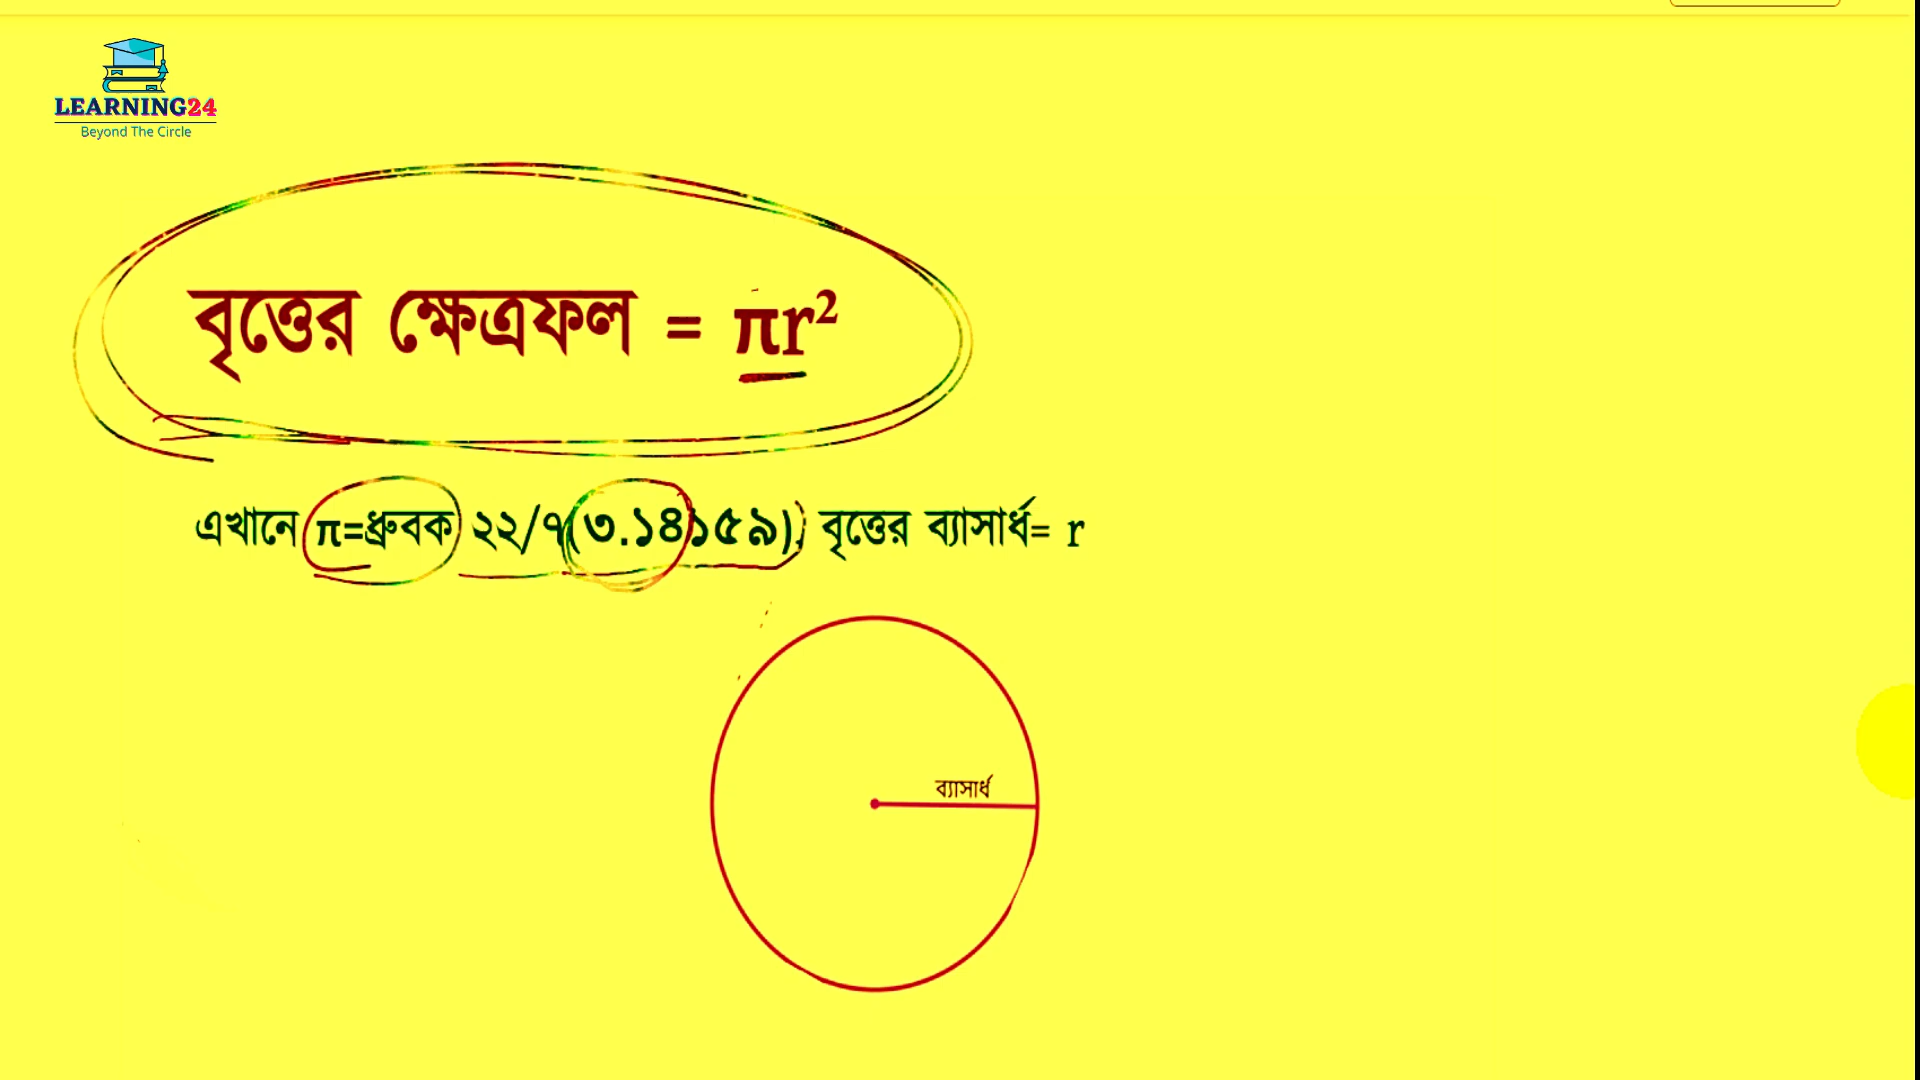 LEARNING24
Beyond The Circle
বৃত্তের ক্ষেত্রফল = πr²
এখানে π=ধ্রুবক ২২/৭(৩.১৪১৫৯), বৃত্তের ব্যাসার্ধ= r
ব্যাসার্ধ